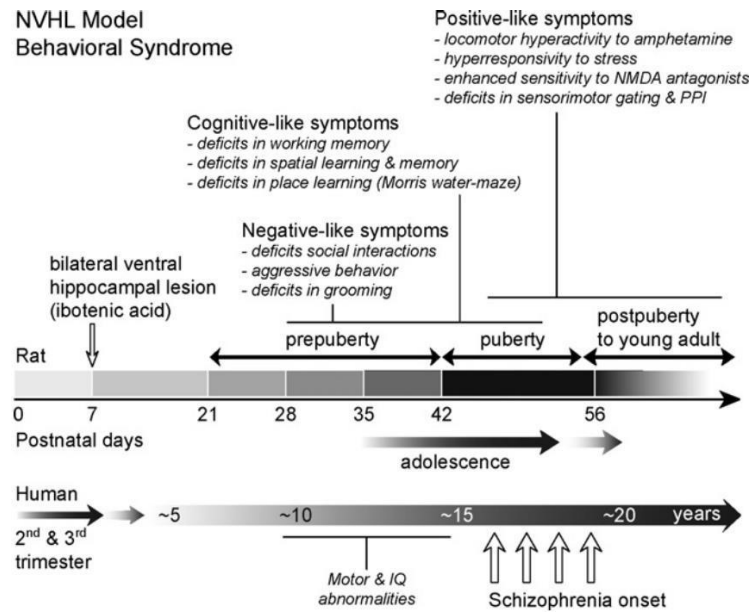 NVHL Model
Behavioral Syndrome
Positive-like symptoms
- locomotor hyperactivity to amphetamine
- hyperresponsivity to stress
- enhanced sensitivity to NMDA antagonists
- deficits in sensorimotor gating & PPI
Cognitive-like symptoms
- deficits in working memory
- deficits in spatial learning & memory
- deficits in place learning (Morris water-maze)
Negative-like symptoms
- deficits social interactions
- aggressive behavior
- deficits in grooming
bilateral ventral
hippocampal lesion
(ibotenic acid)
Rat
prepuberty
puberty
postpuberty
to young adult
0 7 21 28 35 42 56
Postnatal days
adolescence
Human
2nd & 3rd
trimester
~5 ~10 ~15 ~20 years
Motor & IQ
abnormalities
Schizophrenia onset